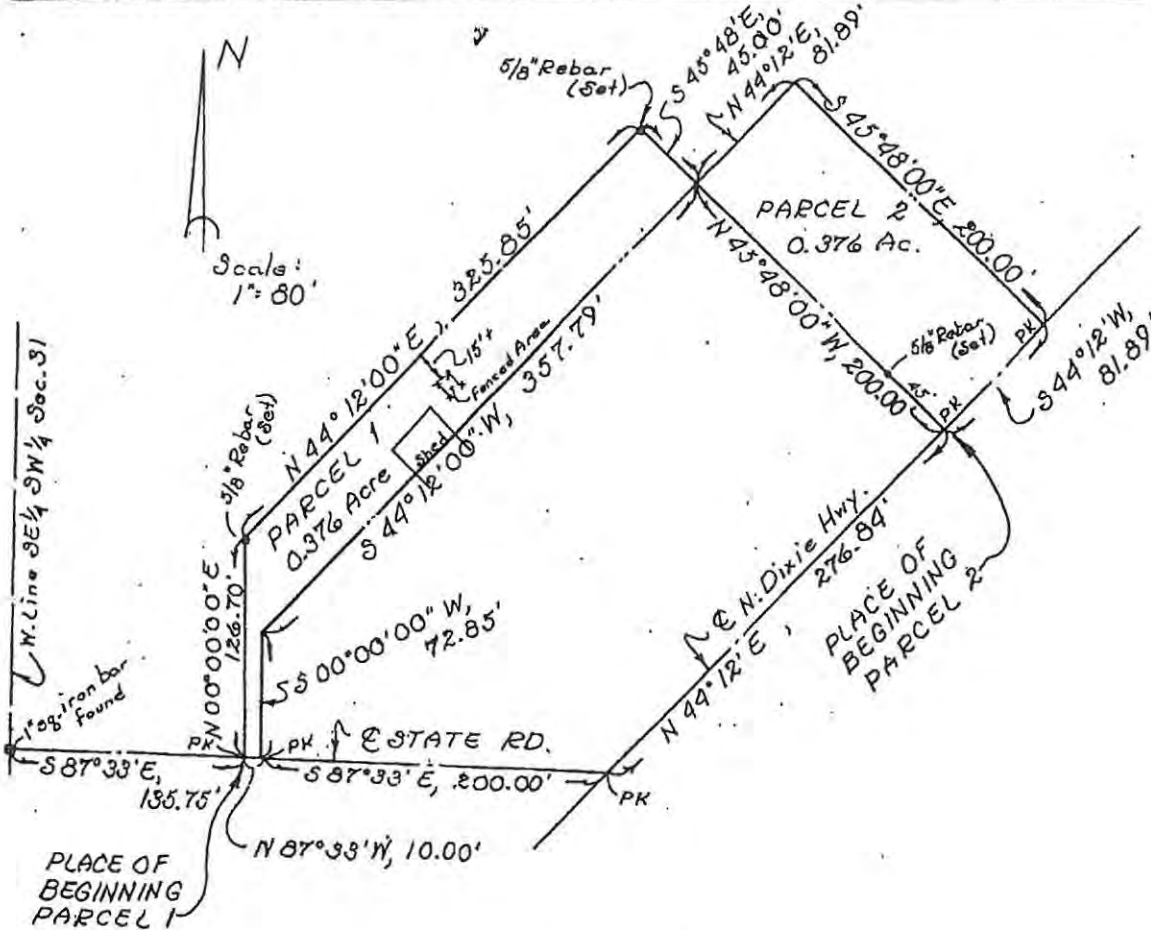 N
Scale:
1"= 80'
5/8" Rebar
(Set)
S 45°48'E,
45.00'
N 44°12'E,
81.89'
S 45°48'00"E, 200.00'
PARCEL 2
0.376 Ac.
N 45°48'00"W, 200.00'
5/8" Rebar
(Set)
45'
PK
PK
S 44°12'W,
81.89'
N 44°12'00"E, 325.85'
15'±
Fenced Area
Shed
PARCEL 1
0.376 Acre
S 44°12'00"W, 357.79'
5/8" Rebar
(Set)
W. Line SE¼ SW¼ Sec. 31
N 00°00'00"E
126.70'
S 00°00'00" W,
72.85'
℄ N. Dixie Hwy.
N 44°12'E, 276.84'
PLACE OF
BEGINNING
PARCEL 2
1" sq. iron bar
found
PK
PK
℄ STATE RD.
S 87°33'E,
135.75'
S 87°33'E, 200.00'
PK
N 87°33'W, 10.00'
PLACE OF
BEGINNING
PARCEL 1